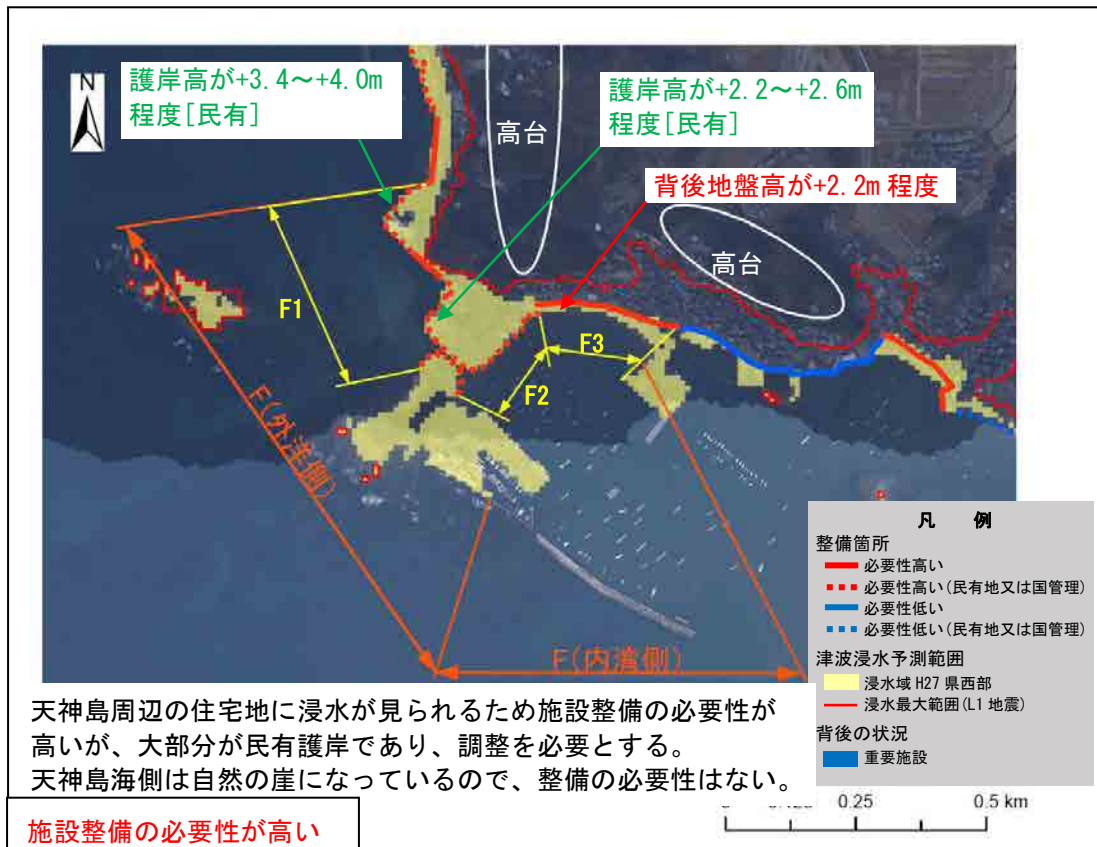 N
護岸高が+3.4～+4.0m
程度[民有]
護岸高が+2.2～+2.6m
程度[民有]
高台
背後地盤高が+2.2m 程度
高台
F1
F3
F2
F(外洋側)
F(内湾側)
天神島周辺の住宅地に浸水が見られるため施設整備の必要性が
高いが、大部分が民有護岸であり、調整を必要とする。
天神島海側は自然の崖になっているので、整備の必要性はない。
施設整備の必要性が高い
凡 例
整備箇所
必要性高い
必要性高い(民有地又は国管理)
必要性低い
必要性低い(民有地又は国管理)
津波浸水予測範囲
浸水域 H27 県西部
浸水最大範囲(L1 地震)
背後の状況
重要施設
0.25
0.5 km